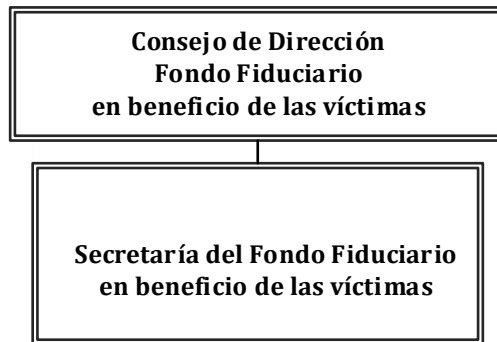 Consejo de Dirección
Fondo Fiduciario
en beneficio de las víctimas
Secretaría del Fondo Fiduciario
en beneficio de las víctimas